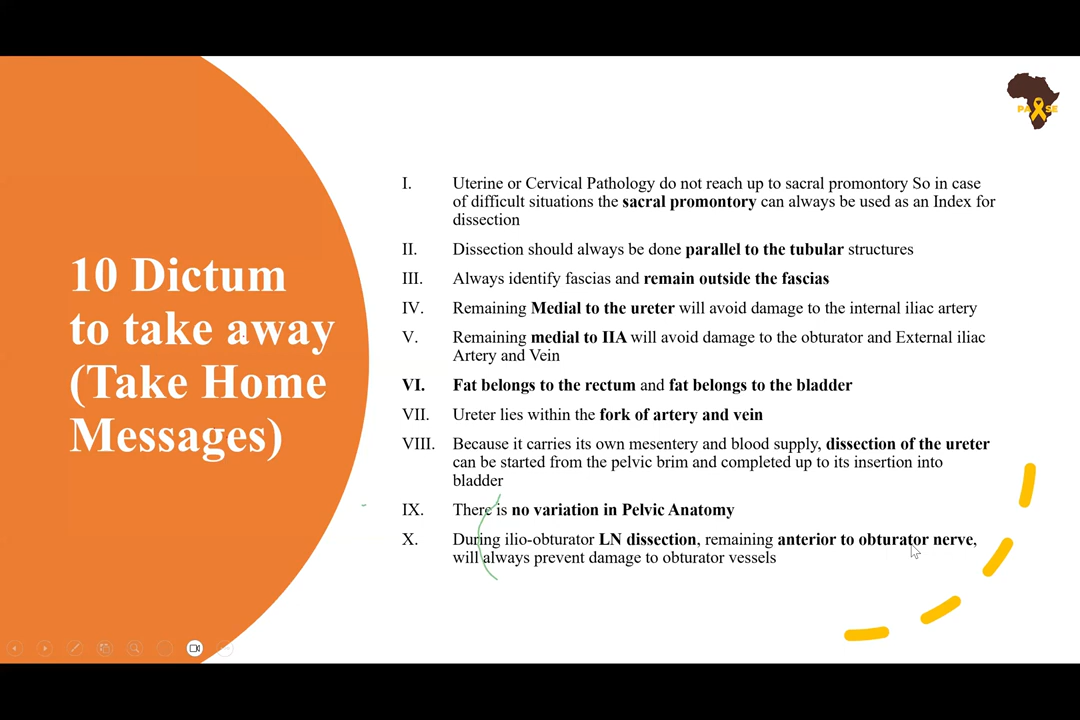 10 Dictum
to take away
(Take Home
Messages)
I. Uterine or Cervical Pathology do not reach up to sacral promontory So in case
of difficult situations the sacral promontory can always be used as an Index for
dissection
II. Dissection should always be done parallel to the tubular structures
III. Always identify fascias and remain outside the fascias
IV. Remaining Medial to the ureter will avoid damage to the internal iliac artery
V. Remaining medial to IIA will avoid damage to the obturator and External iliac
Artery and Vein
VI. Fat belongs to the rectum and fat belongs to the bladder
VII. Ureter lies within the fork of artery and vein
VIII. Because it carries its own mesentery and blood supply, dissection of the ureter
can be started from the pelvic brim and completed up to its insertion into
bladder
IX. There is no variation in Pelvic Anatomy
X. During ilio-obturator LN dissection, remaining anterior to obturator nerve,
will always prevent damage to obturator vessels